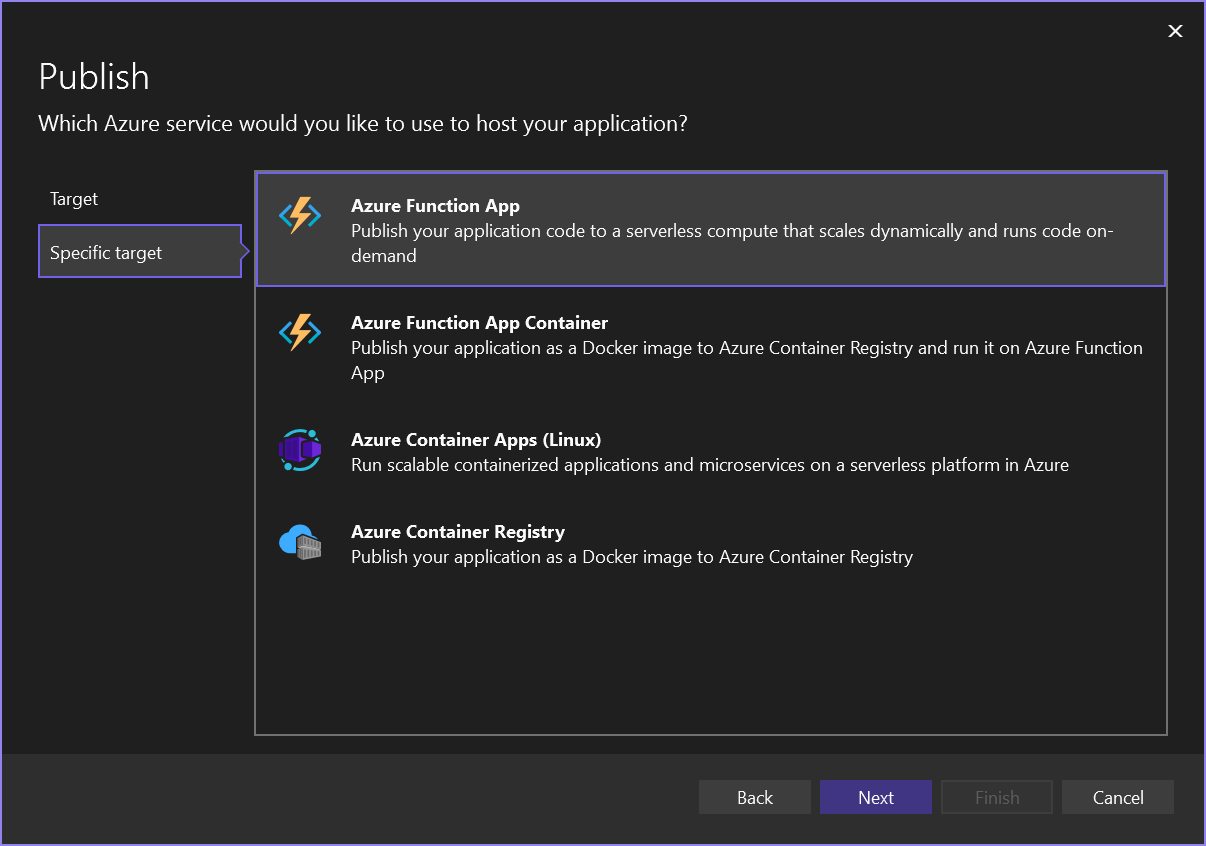 Publish
Which Azure service would you like to use to host your application?
Target
Specific target
Azure Function App
Publish your application code to a serverless compute that scales dynamically and runs code on-
demand
Azure Function App Container
Publish your application as a Docker image to Azure Container Registry and run it on Azure Function
App
Azure Container Apps (Linux)
Run scalable containerized applications and microservices on a serverless platform in Azure
Azure Container Registry
Publish your application as a Docker image to Azure Container Registry
Back
Next
Finish
Cancel